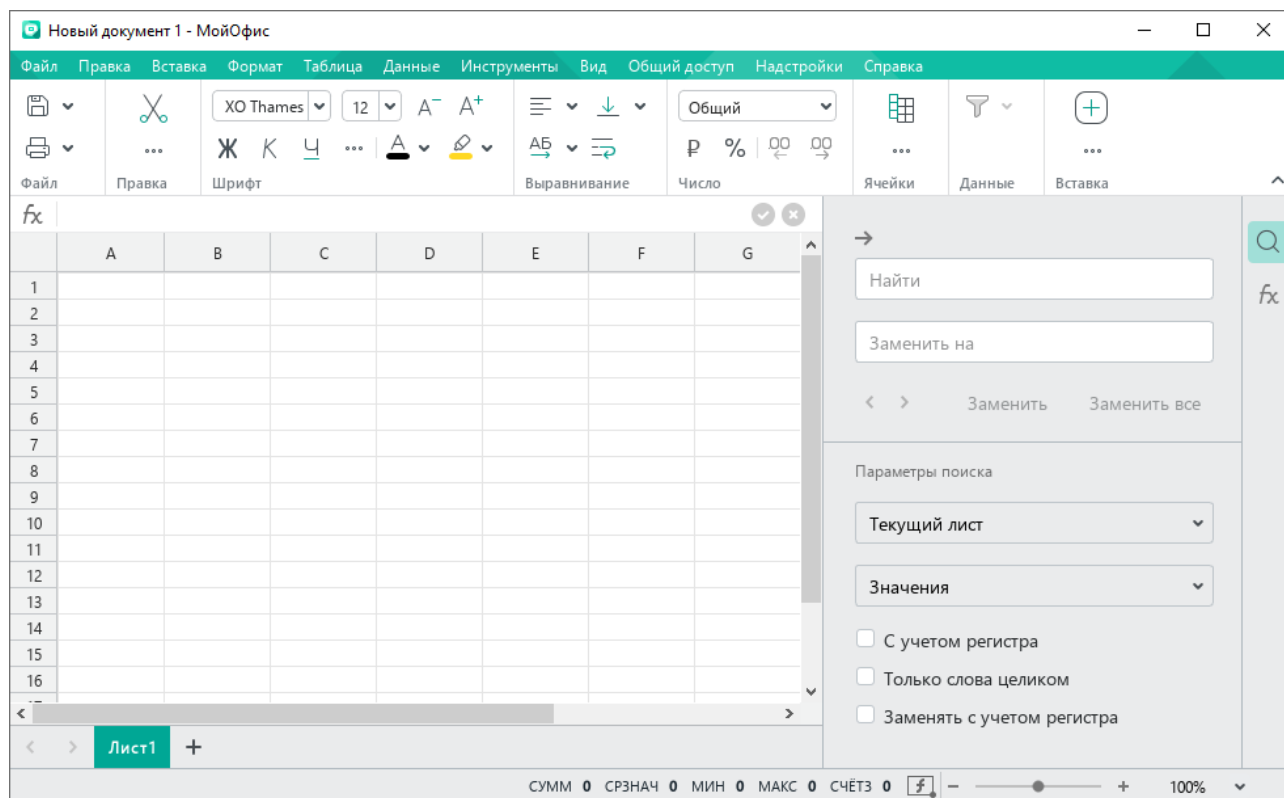 Новый документ 1 - МойОфис
Файл Правка Вставка Формат Таблица Данные Инструменты Вид Общий доступ Надстройки Справка
XO Thames 12 A⁻ A⁺ Общий
Ж К Ч А АБ ₽ % .00 .00
Файл Правка Шрифт Выравнивание Число Ячейки Данные Вставка
fx
A B C D E F G
Найти
fx
1
2
3
Заменить на
4
5
Заменить Заменить все
6
7
8
Параметры поиска
9
10
Текущий лист
11
12
Значения
13
14
С учетом регистра
15
16
Только слова целиком
Заменять с учетом регистра
Лист1 +
СУММ 0 СРЗНАЧ 0 МИН 0 МАКС 0 СЧЁТЗ 0 f − + 100%